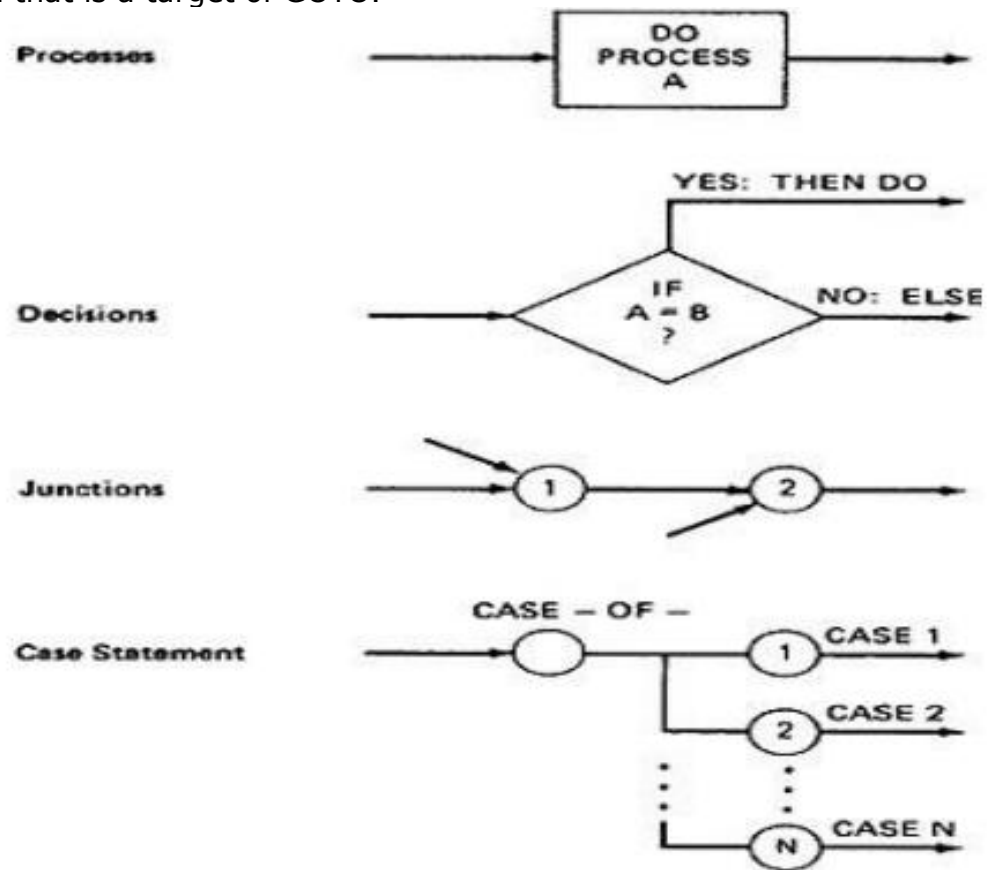 that is a target of GOTO.
Processes
DO
PROCESS
A
YES: THEN DO
Decisions
IF
A = B
?
NO: ELSE
Junctions
1
2
CASE – OF –
Case Statement
1
CASE 1
2
CASE 2
N
CASE N